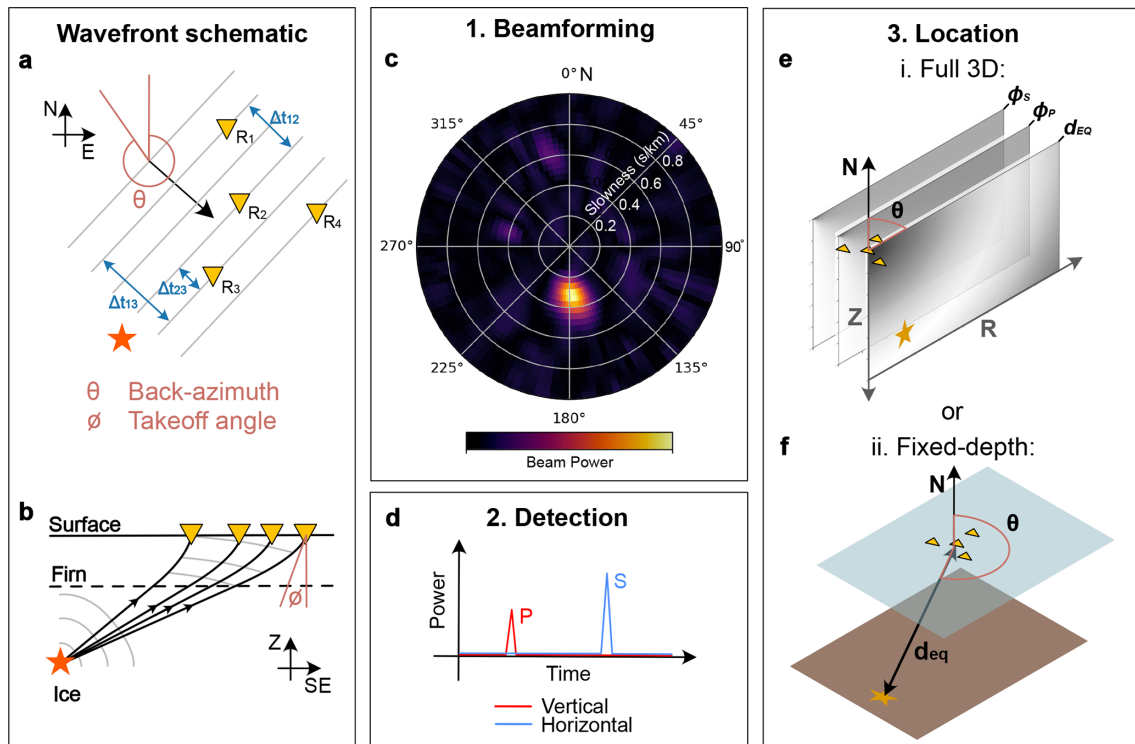 Wavefront schematic
a
N
E
θ
Δt12
R1
R2
R4
R3
Δt23
Δt13
θ Back-azimuth
ø Takeoff angle
b
Surface
Firn
ø
Z
SE
Ice
1. Beamforming
c
0° N
315°
45°
Slowness (s/km)
0.8
0.6
0.4
0.2
270°
90°
225°
135°
180°
Beam Power
2. Detection
d
Power
P
S
Time
Vertical
Horizontal
3. Location
e
i. Full 3D:
ϕS
ϕP
dEQ
N
θ
Z
R
or
f
ii. Fixed-depth:
N
θ
deq